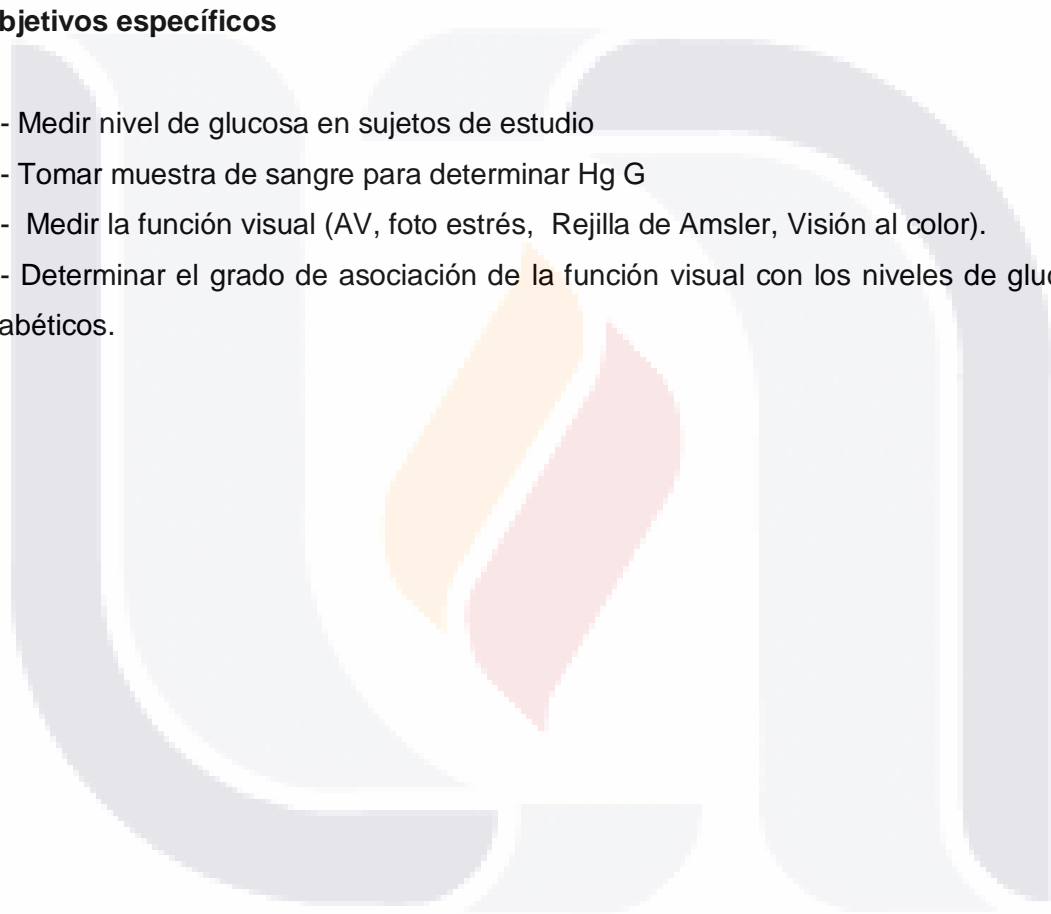 bjetivos específicos
- Medir nivel de glucosa en sujetos de estudio
- Tomar muestra de sangre para determinar Hg G
- Medir la función visual (AV, foto estrés, Rejilla de Amsler, Visión al color).
- Determinar el grado de asociación de la función visual con los niveles de glu
abéticos.